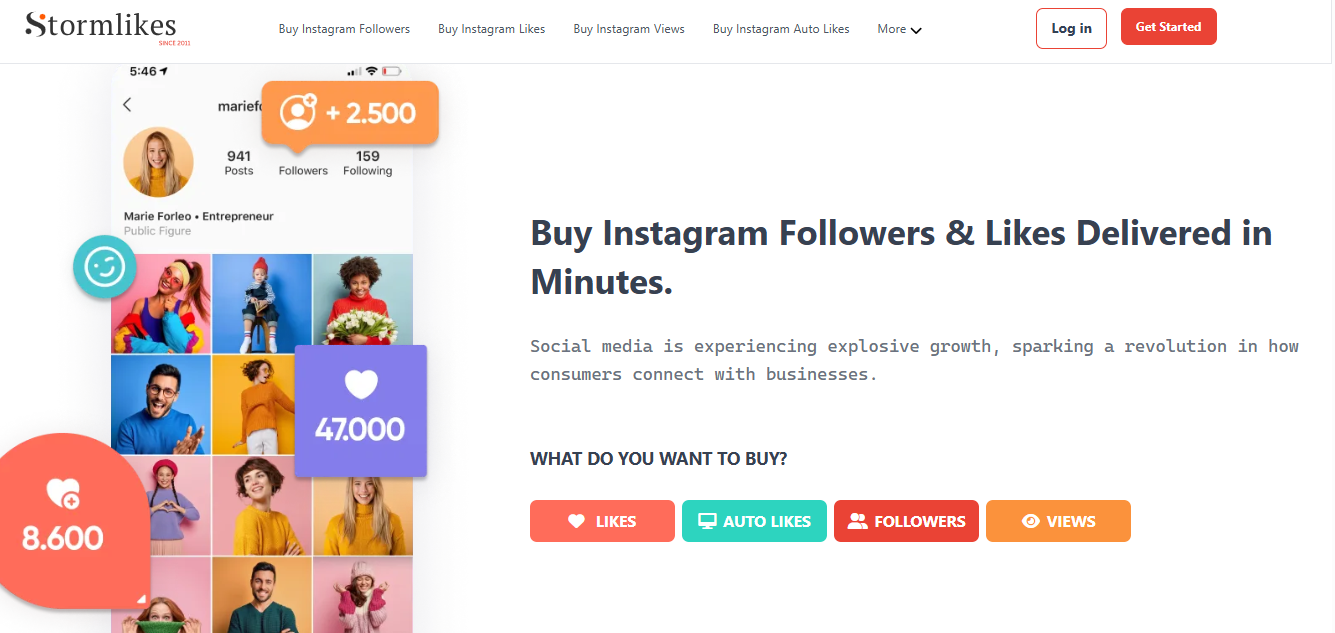 Stormlikes
SINCE 2011
Buy Instagram Followers
Buy Instagram Likes
Buy Instagram Views
Buy Instagram Auto Likes
More
Log in
Get Started
5:46
mariefo
+ 2.500
941
Posts
Followers
159
Following
Marie Forleo • Entrepreneur
Public Figure
47.000
8.600
Buy Instagram Followers & Likes Delivered in
Minutes.
Social media is experiencing explosive growth, sparking a revolution in how
consumers connect with businesses.
WHAT DO YOU WANT TO BUY?
LIKES
AUTO LIKES
FOLLOWERS
VIEWS